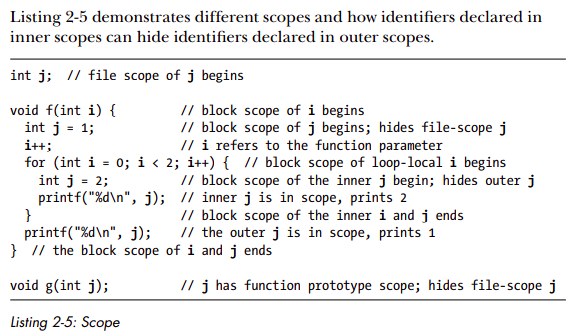 Listing 2-5 demonstrates different scopes and how identifiers declared in
inner scopes can hide identifiers declared in outer scopes.
int j;  // file scope of j begins
void f(int i) {        // block scope of i begins
  int j = 1;           // block scope of j begins; hides file-scope j
  i++;                 // i refers to the function parameter
  for (int i = 0; i < 2; i++) {  // block scope of loop-local i begins
    int j = 2;         // block scope of the inner j begin; hides outer j
    printf("%d\n", j); // inner j is in scope, prints 2
  }                    // block scope of the inner i and j ends
  printf("%d\n", j);   // the outer j is in scope, prints 1
}  // the block scope of i and j ends
void g(int j);         // j has function prototype scope; hides file-scope j
Listing 2-5: Scope